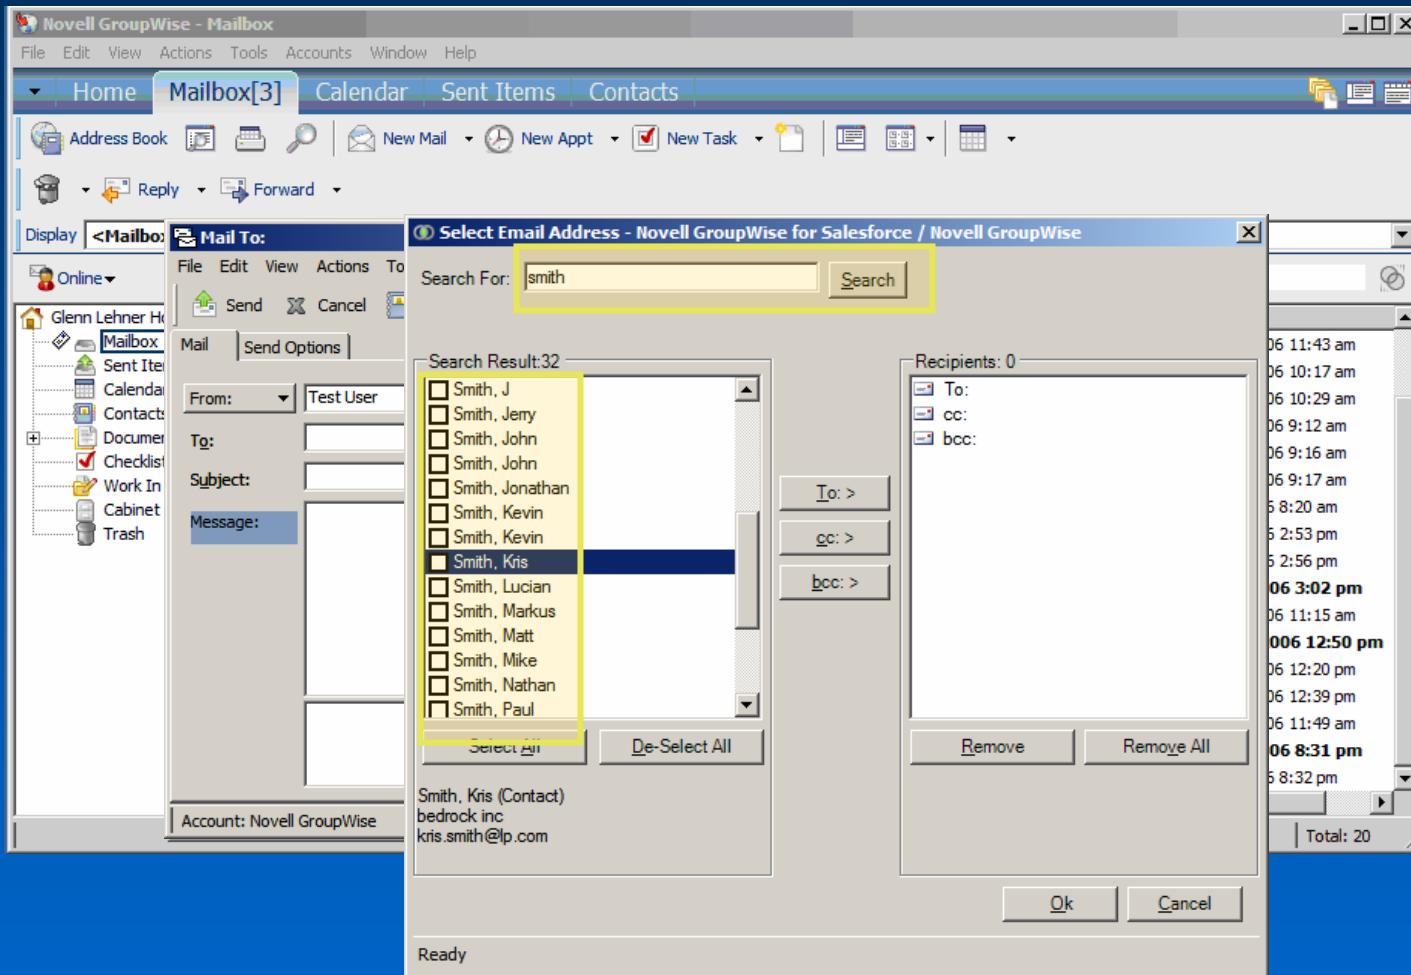 Novell GroupWise - Mailbox
File Edit View Actions Tools Accounts Window Help
Home Mailbox[3] Calendar Sent Items Contacts
Address Book New Mail New Appt New Task
Reply Forward
Display <Mailbo
Online
Glenn Lehner Ho
Mailbox
Sent Ite
Calenda
Contacts
Documen
Checklist
Work In
Cabinet
Trash
Mail To:
File Edit View Actions To
Send Cancel
Mail Send Options
From: Test User
To:
Subject:
Message:
Account: Novell GroupWise
Select Email Address - Novell GroupWise for Salesforce / Novell GroupWise
Search For: smith Search
Search Result:32
Smith, J
Smith, Jerry
Smith, John
Smith, John
Smith, Jonathan
Smith, Kevin
Smith, Kevin
Smith, Kris
Smith, Lucian
Smith, Markus
Smith, Matt
Smith, Mike
Smith, Nathan
Smith, Paul
Select All De-Select All
Smith, Kris (Contact)
bedrock inc
kris.smith@lp.com
To: >
cc: >
bcc: >
Recipients: 0
To:
cc:
bcc:
Remove Remove All
Ok Cancel
Ready
06 11:43 am
06 10:17 am
06 10:29 am
06 9:12 am
06 9:16 am
06 9:17 am
6 8:20 am
6 2:53 pm
6 2:56 pm
06 3:02 pm
06 11:15 am
006 12:50 pm
06 12:20 pm
06 12:39 pm
06 11:49 am
06 8:31 pm
6 8:32 pm
Total: 20